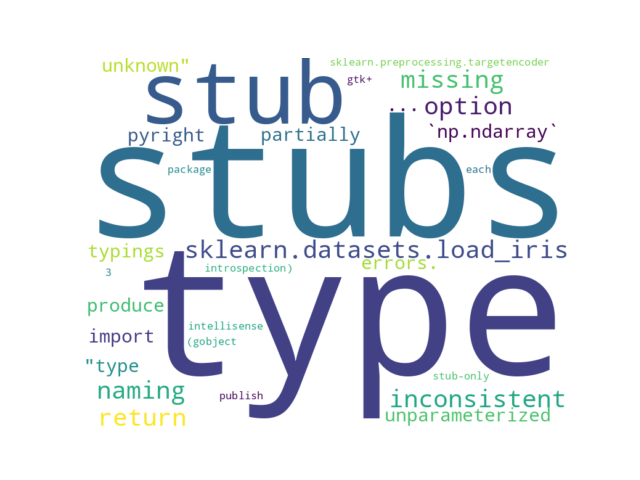 sklearn.preprocessing.targetencoder
unknown"
stub
gtk+
missing
... option
pyright
partially
`np.ndarray`
stubs
package
each
typings
sklearn.datasets.load_iris
errors.
3
introspection)
type
produce
import
intellisense
(gobject
"type
naming
stub-only
publish
inconsistent
return
unparameterized